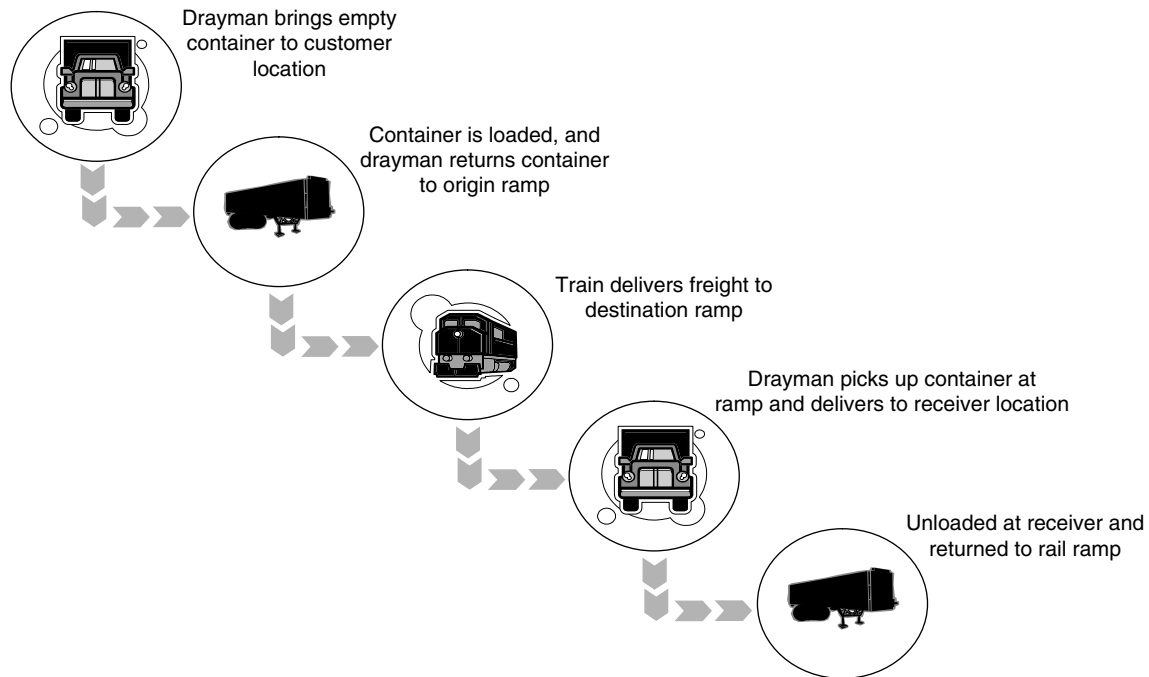 Drayman brings empty
container to customer
location
Container is loaded, and
drayman returns container
to origin ramp
Train delivers freight to
destination ramp
Drayman picks up container at
ramp and delivers to receiver location
Unloaded at receiver and
returned to rail ramp